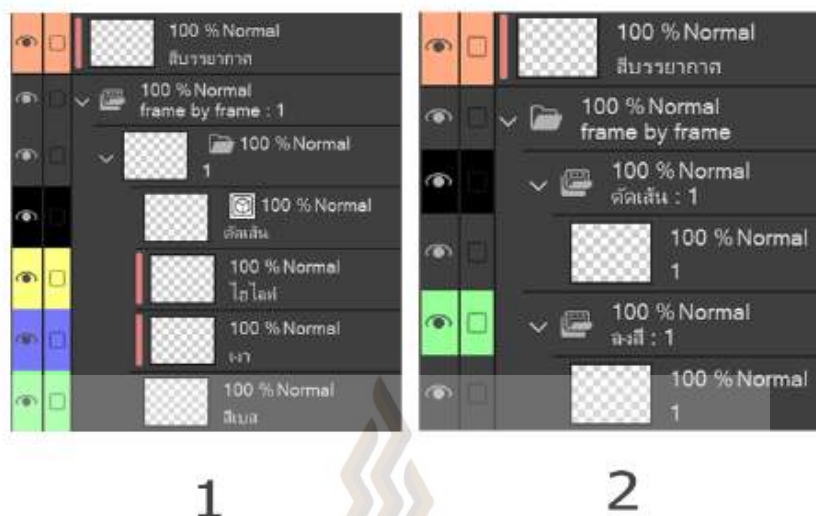 100 % Normal
สีบรรยากาศ
100 % Normal
frame by frame : 1
100 % Normal
1
100 % Normal
ตัดเส้น
100 % Normal
ไฮไลท์
100 % Normal
เงา
100 % Normal
สีเบส
1
100 % Normal
สีบรรยากาศ
100 % Normal
frame by frame
100 % Normal
ตัดเส้น : 1
100 % Normal
1
100 % Normal
ลงสี : 1
100 % Normal
1
2